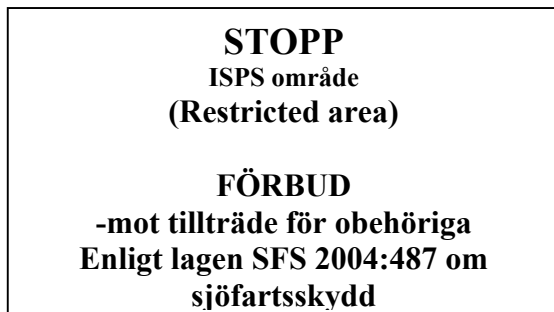 STOPP
ISPS område
(Restricted area)
FÖRBUD
-mot tillträde för obehöriga
Enligt lagen SFS 2004:487 om
sjöfartsskydd